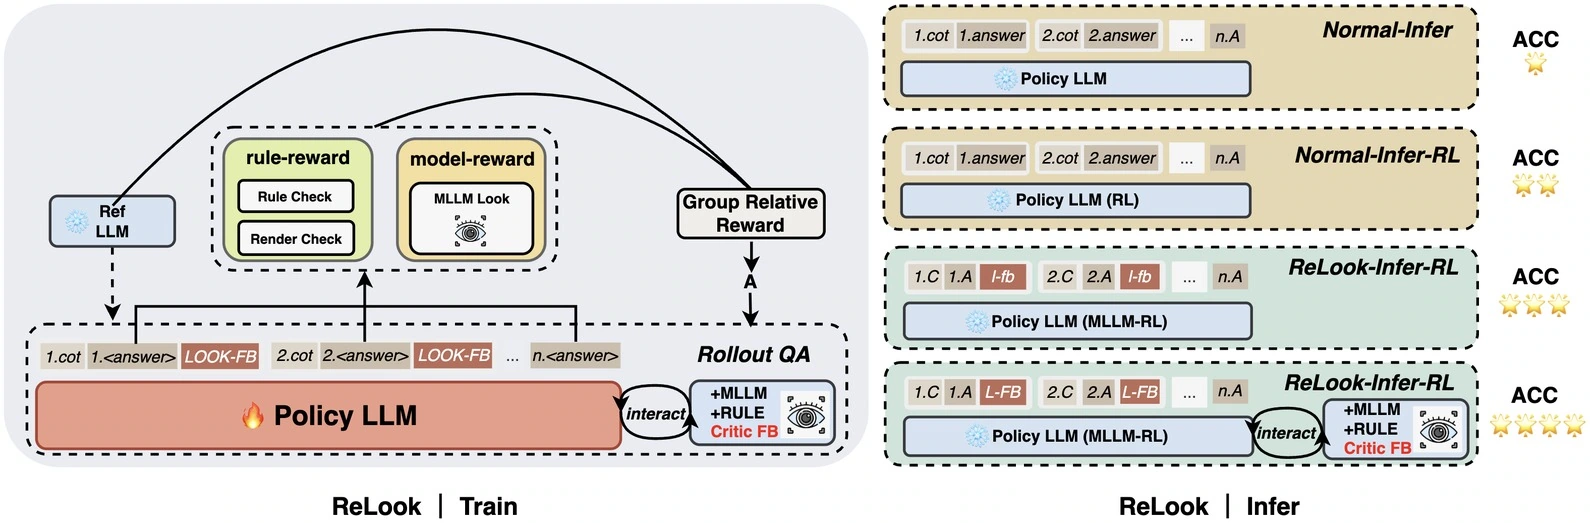 rule-reward
Rule Check
Render Check
model-reward
MLLM Look
Ref
LLM
Group Relative
Reward
A
1.cot 1.<answer> LOOK-FB 2.cot 2.<answer> LOOK-FB ... n.<answer>
Rollout QA
Policy LLM
interact
+MLLM
+RULE
Critic FB
ReLook | Train
1.cot 1.answer 2.cot 2.answer ... n.A
Normal-Infer
Policy LLM
ACC
1.cot 1.answer 2.cot 2.answer ... n.A
Normal-Infer-RL
Policy LLM (RL)
ACC
1.C 1.A I-fb 2.C 2.A I-fb ... n.A
ReLook-Infer-RL
Policy LLM (MLLM-RL)
ACC
1.C 1.A L-FB 2.C 2.A L-FB ... n.A
ReLook-Infer-RL
Policy LLM (MLLM-RL)
interact
+MLLM
+RULE
Critic FB
ACC
ReLook | Infer